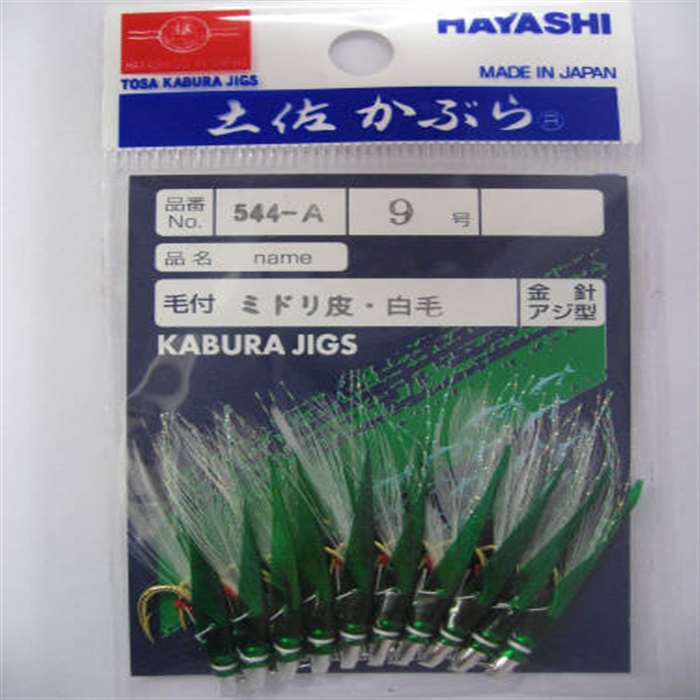 HAYASHI
TOSA KABURA JIGS
MADE IN JAPAN
土佐かぶら
品番 No. 544-A 9 号
品名 name
毛付 ミドリ皮・白毛 金針 アジ型
KABURA JIGS